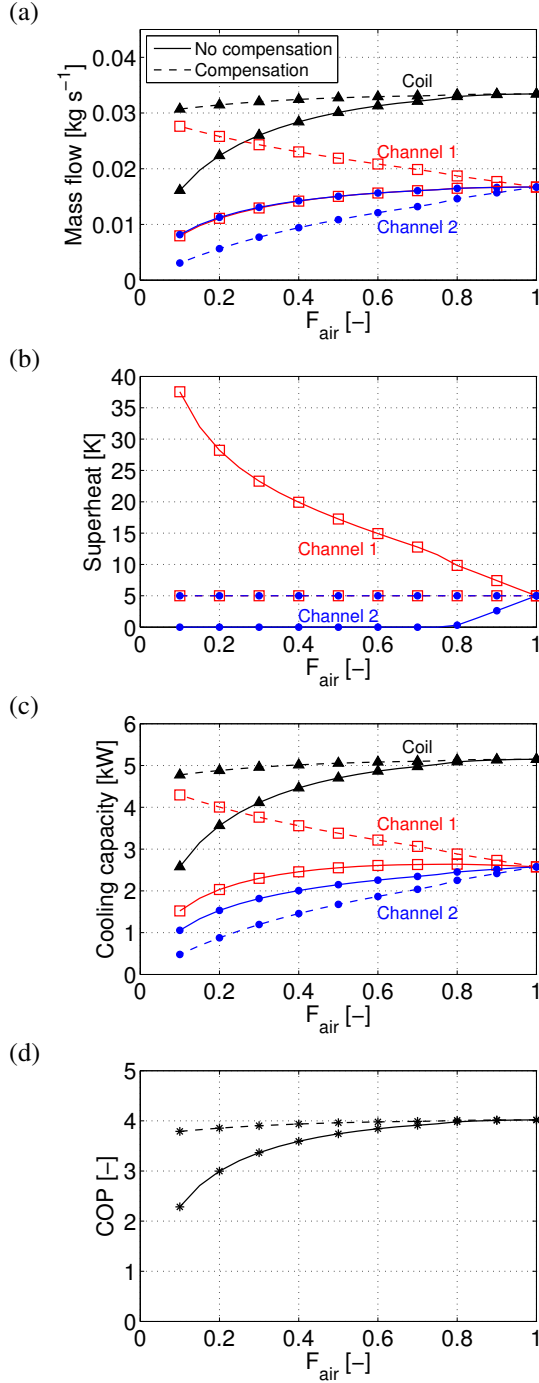 (a)
Mass flow [kg s⁻¹]
0.04
0.03
0.02
0.01
0
No compensation
Compensation
Coil
Channel 1
Channel 2
0 0.2 0.4 0.6 0.8 1
F_air [−]
(b)
Superheat [K]
40
35
30
25
20
15
10
5
0
Channel 1
Channel 2
0 0.2 0.4 0.6 0.8 1
F_air [−]
(c)
Cooling capacity [kW]
6
5
4
3
2
1
0
Coil
Channel 1
Channel 2
0 0.2 0.4 0.6 0.8 1
F_air [−]
(d)
COP [−]
5
4
3
2
1
0
0 0.2 0.4 0.6 0.8 1
F_air [−]